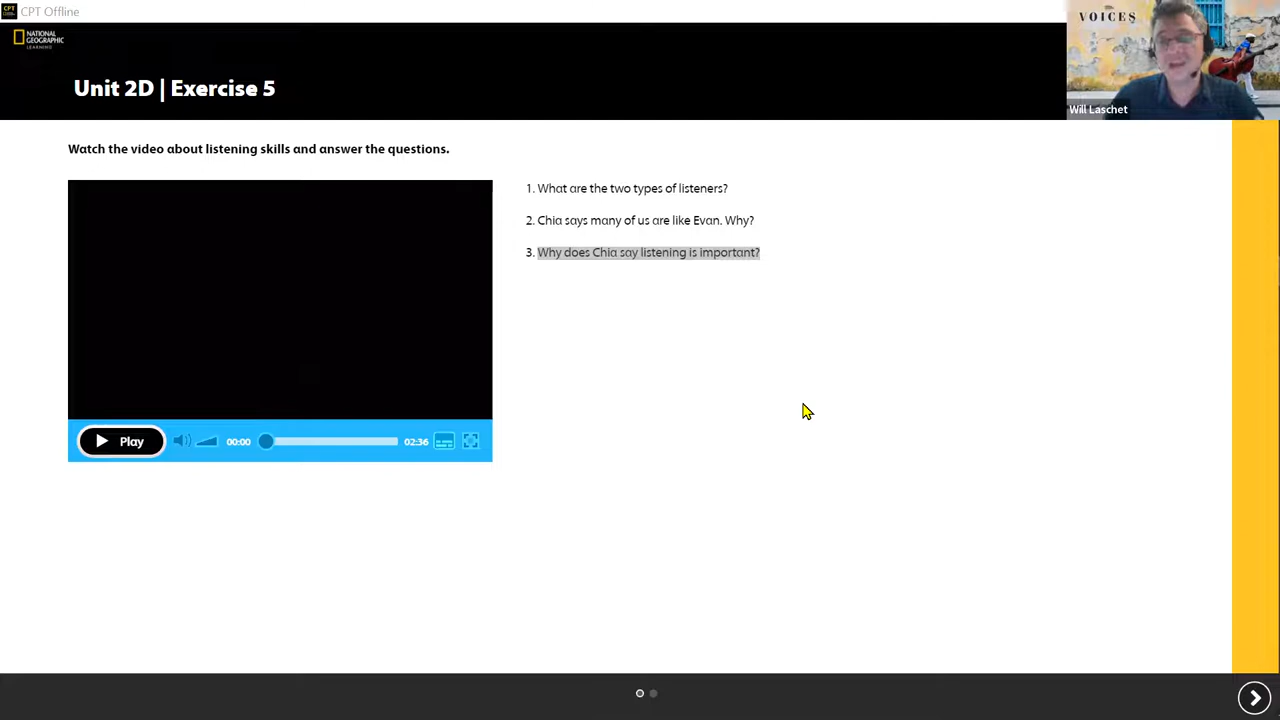 CPT Offline
NATIONAL
GEOGRAPHIC
LEARNING
VOICES
Unit 2D | Exercise 5
Will Laschet
Watch the video about listening skills and answer the questions.
1. What are the two types of listeners?
2. Chia says many of us are like Evan. Why?
3. Why does Chia say listening is important?
Play
00:00
02:36